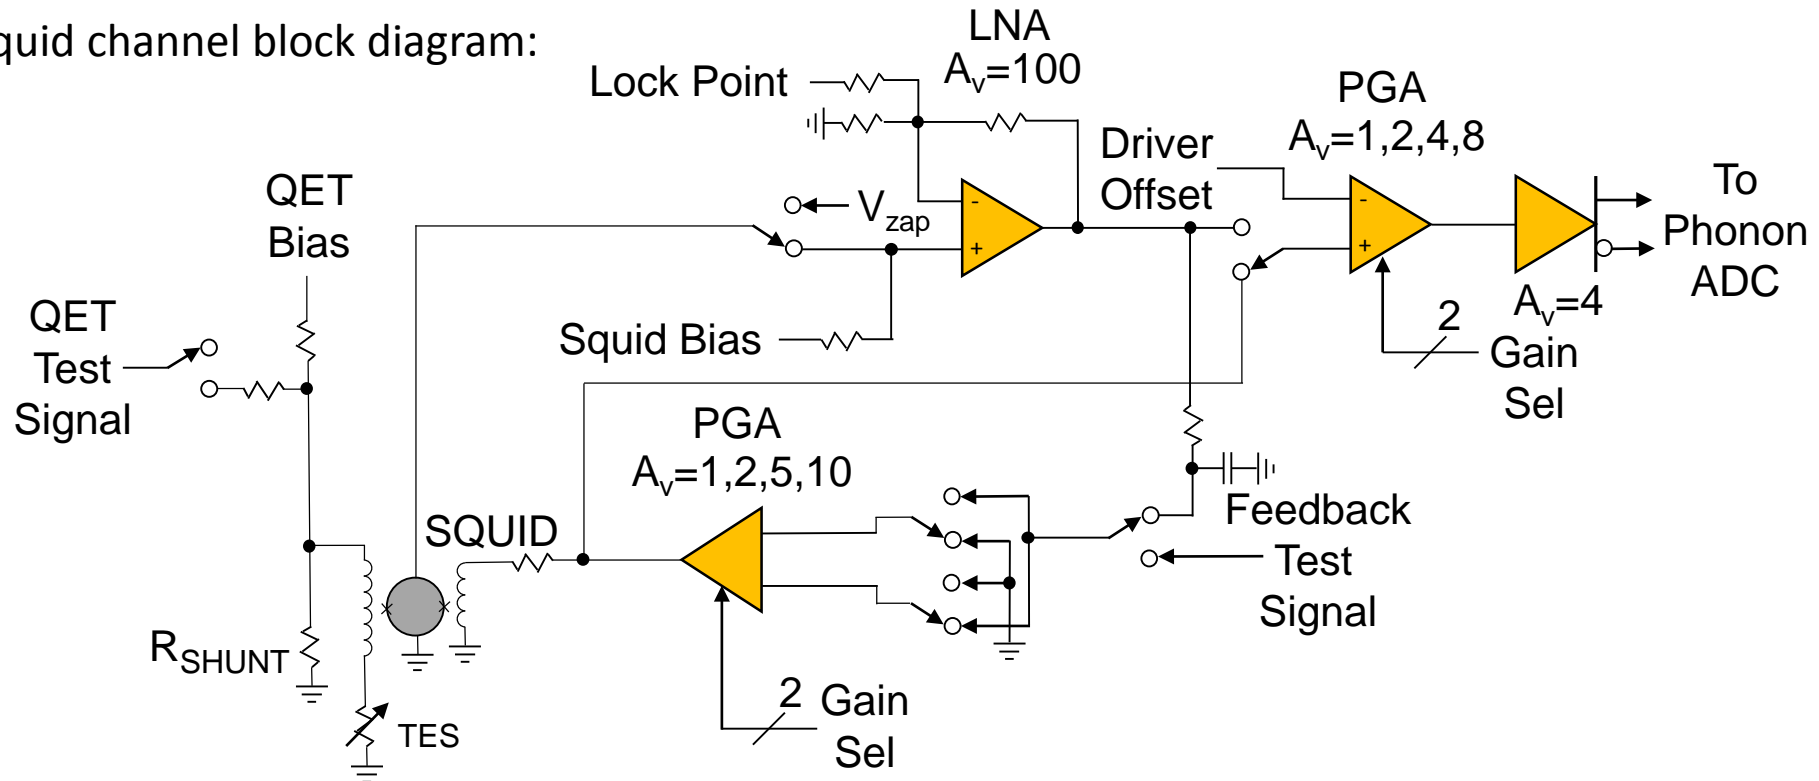 quid channel block diagram:
LNA
Av=100
Lock Point
PGA
Av=1,2,4,8
Driver
Offset
To
Phonon
ADC
QET
Bias
Vzap
-
+
-
+
QET
Test
Signal
Squid Bias
Av=4
2
Gain
Sel
PGA
Av=1,2,5,10
SQUID
Feedback
Test
Signal
RSHUNT
TES
2
Gain
Sel